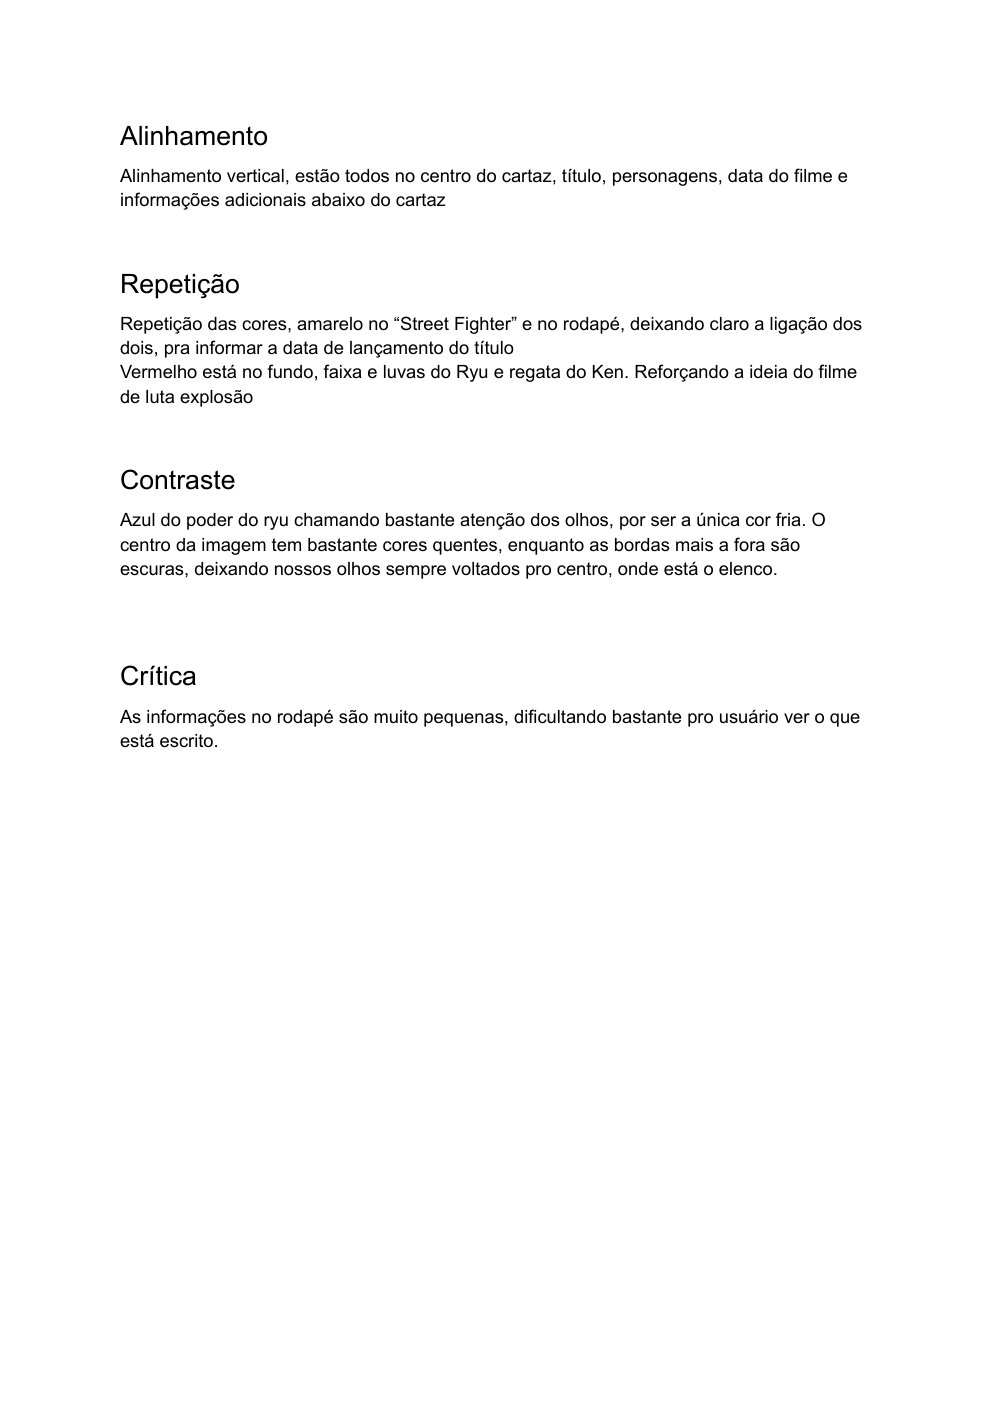 Alinhamento
Alinhamento vertical, estão todos no centro do cartaz, título, personagens, data do filme e
informações adicionais abaixo do cartaz
Repetição
Repetição das cores, amarelo no “Street Fighter” e no rodapé, deixando claro a ligação dos
dois, pra informar a data de lançamento do título
Vermelho está no fundo, faixa e luvas do Ryu e regata do Ken. Reforçando a ideia do filme
de luta explosão
Contraste
Azul do poder do ryu chamando bastante atenção dos olhos, por ser a única cor fria. O
centro da imagem tem bastante cores quentes, enquanto as bordas mais a fora são
escuras, deixando nossos olhos sempre voltados pro centro, onde está o elenco.
Crítica
As informações no rodapé são muito pequenas, dificultando bastante pro usuário ver o que
está escrito.